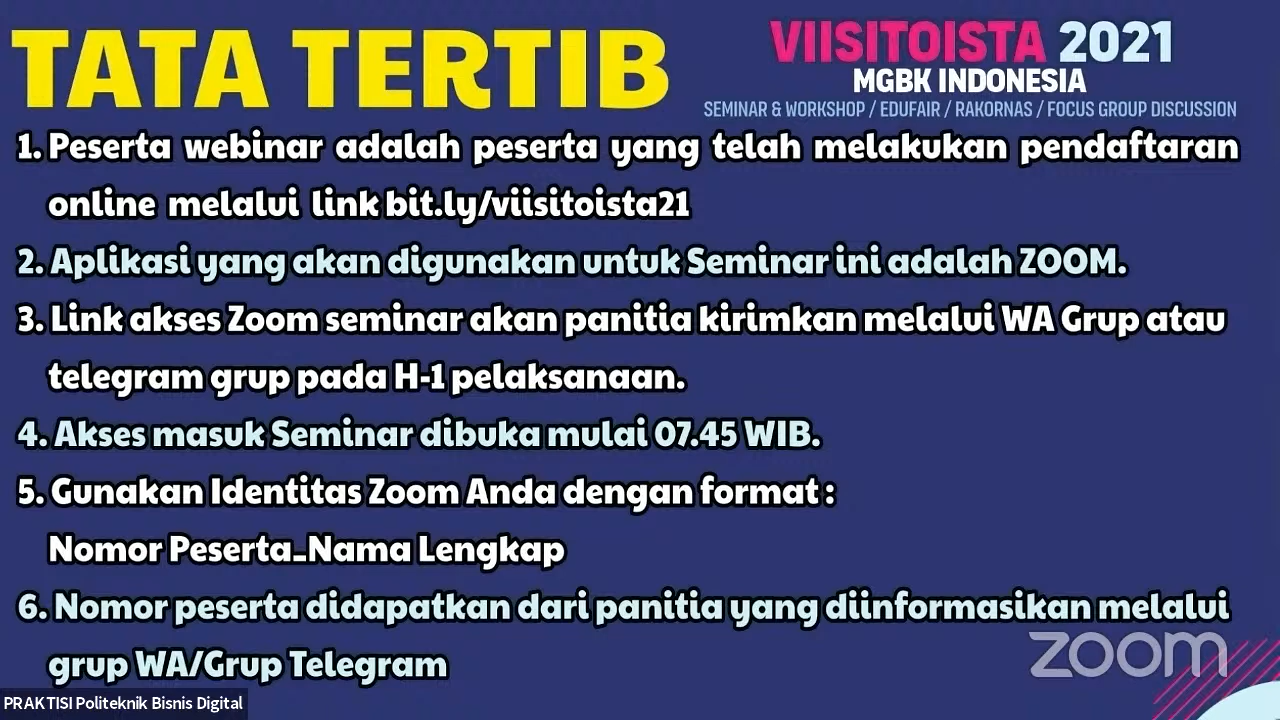 TATA TERTIB
VIISITOISTA 2021
MGBK INDONESIA
SEMINAR & WORKSHOP / EDUFAIR / RAKORNAS / FOCUS GROUP DISCUSSION
1. Peserta webinar adalah peserta yang telah melakukan pendaftaran
online melalui link bit.ly/viisitoista21
2. Aplikasi yang akan digunakan untuk Seminar ini adalah ZOOM.
3. Link akses Zoom seminar akan panitia kirimkan melalui WA Grup atau
telegram grup pada H-1 pelaksanaan.
4. Akses masuk Seminar dibuka mulai 07.45 WIB.
5. Gunakan Identitas Zoom Anda dengan format :
Nomor Peserta_Nama Lengkap
6. Nomor peserta didapatkan dari panitia yang diinformasikan melalui
grup WA/Grup Telegram
zoom
PRAKTISI Politeknik Bisnis Digital